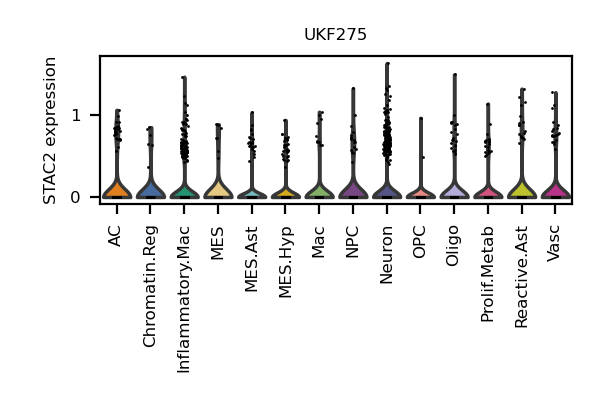 UKF275
STAC2 expression
1
0
AC
Chromatin.Reg
Inflammatory.Mac
MES
MES.Ast
MES.Hyp
Mac
NPC
Neuron
OPC
Oligo
Prolif.Metab
Reactive.Ast
Vasc